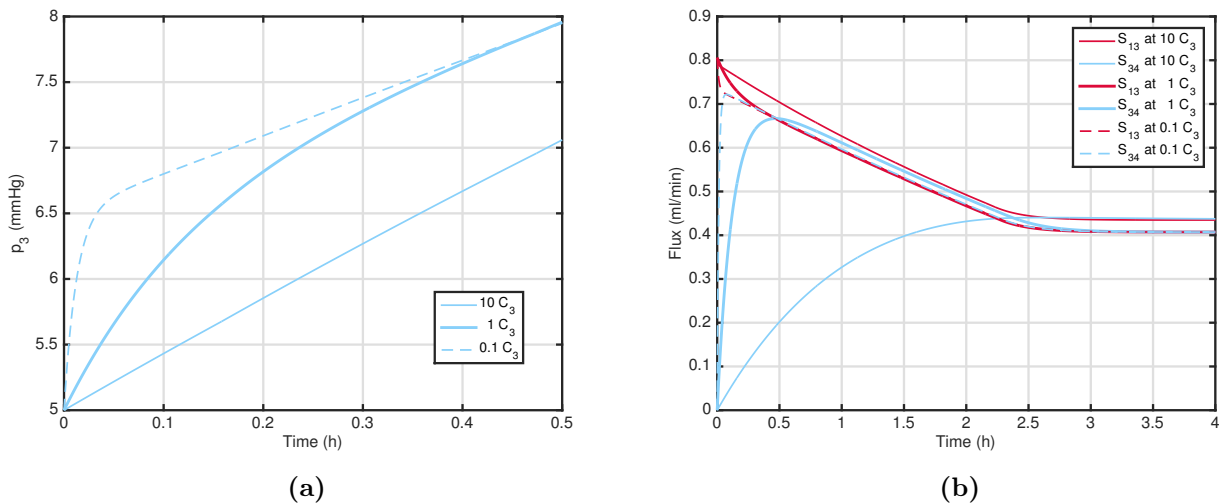 8
7.5
7
6.5
6
5.5
5
p3 (mmHg)
0
0.1
0.2
0.3
0.4
0.5
Time (h)
10 C3
1 C3
0.1 C3
(a)
0.9
0.8
0.7
0.6
0.5
0.4
0.3
0.2
0.1
0
Flux (ml/min)
0
0.5
1
1.5
2
2.5
3
3.5
4
Time (h)
S13 at 10 C3
S34 at 10 C3
S13 at 1 C3
S34 at 1 C3
S13 at 0.1 C3
S34 at 0.1 C3
(b)